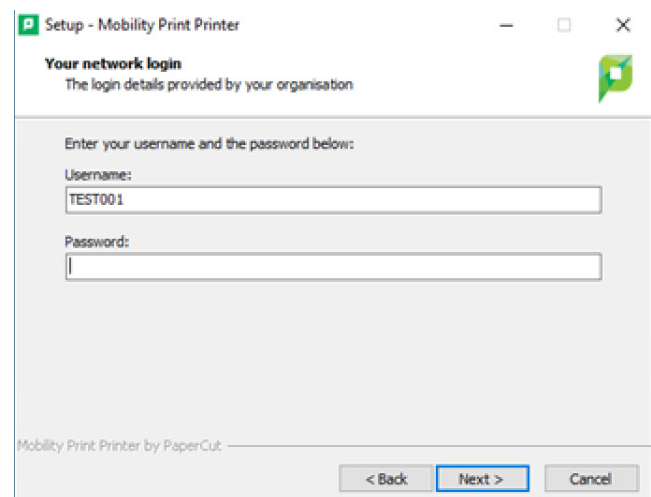 Setup - Mobility Print Printer
Your network login
The login details provided by your organisation
Enter your username and the password below:
Username:
TEST001
Password:
Mobility Print Printer by PaperCut
< Back Next > Cancel